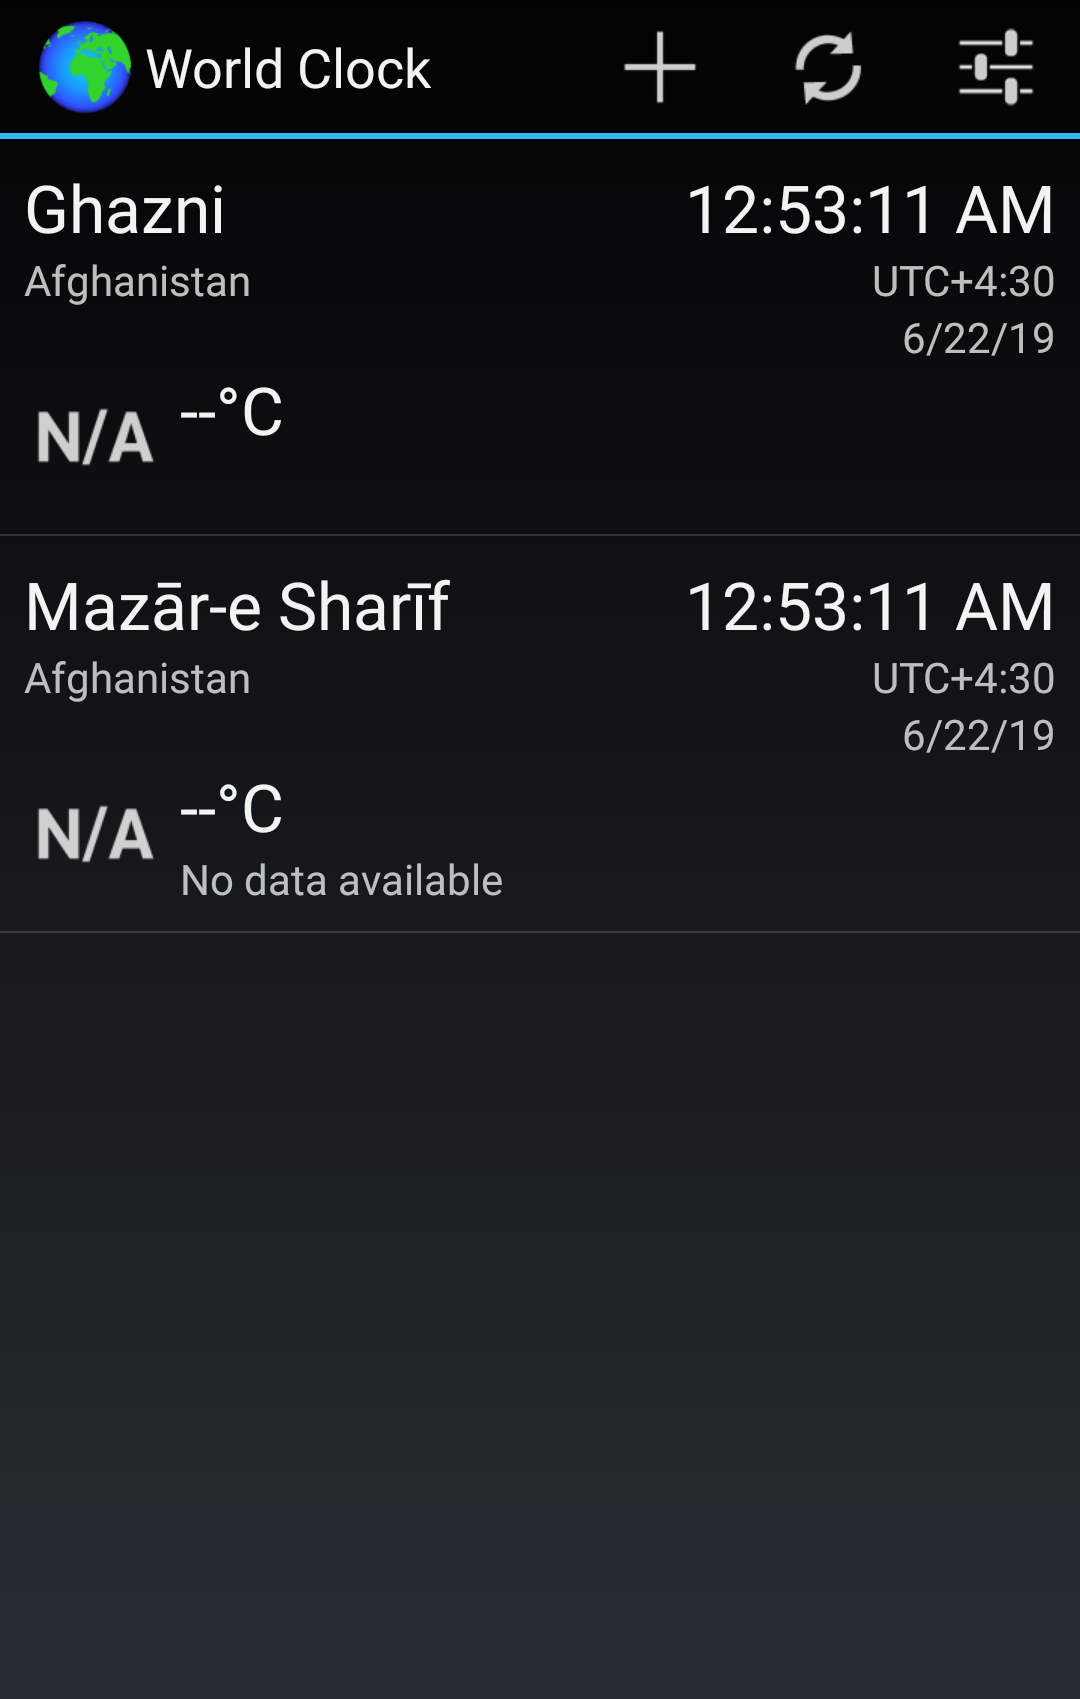 World Clock
Ghazni 12:53:11 AM
Afghanistan UTC+4:30
6/22/19
N/A --°C
Mazār-e Sharīf 12:53:11 AM
Afghanistan UTC+4:30
6/22/19
N/A --°C
No data available